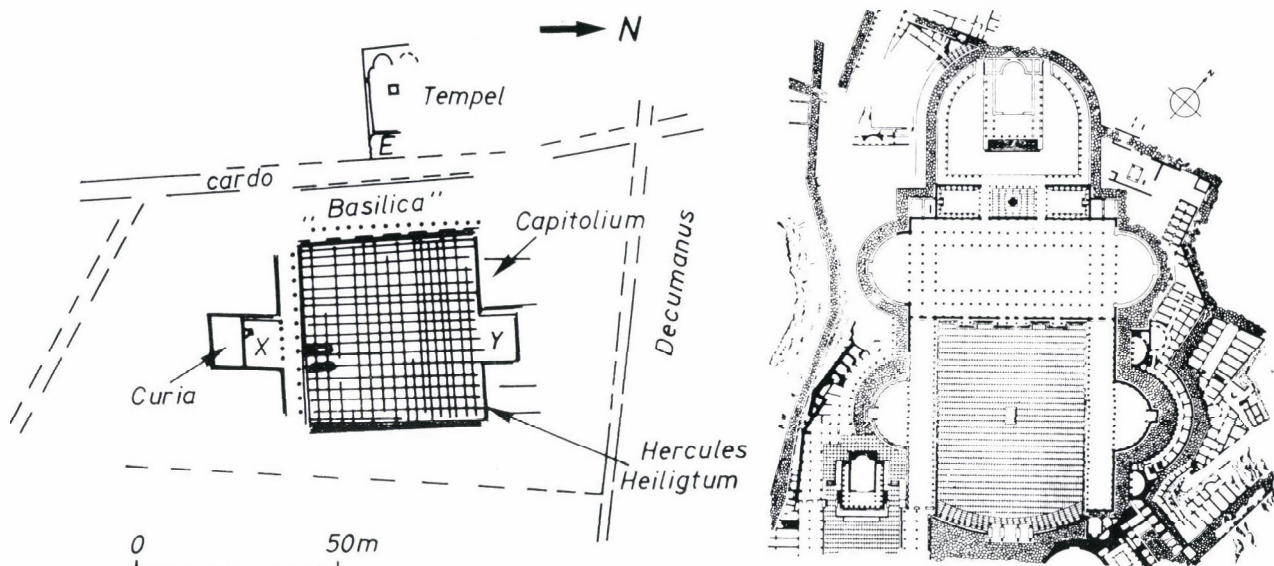 N
Tempel
E
cardo
"Basilica"
Capitolium
Decumanus
X
Y
Curia
Hercules
Heiligtum
0 50m
N